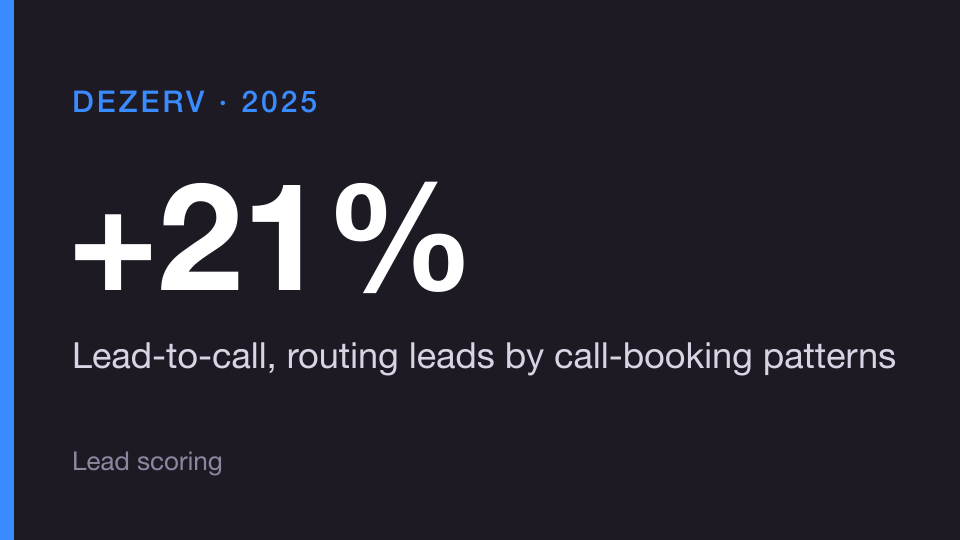 DEZERV · 2025
+21%
Lead-to-call, routing leads by call-booking patterns
Lead scoring